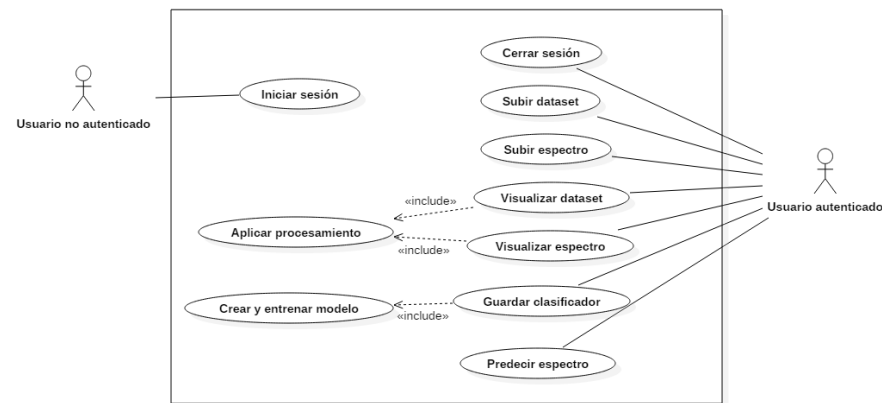 Cerrar sesión
Iniciar sesión
Usuario no autenticado
Subir dataset
Subir espectro
Visualizar dataset
«include»
Usuario autenticado
Aplicar procesamiento
Visualizar espectro
«include»
Guardar clasificador
Crear y entrenar modelo
«include»
Predecir espectro